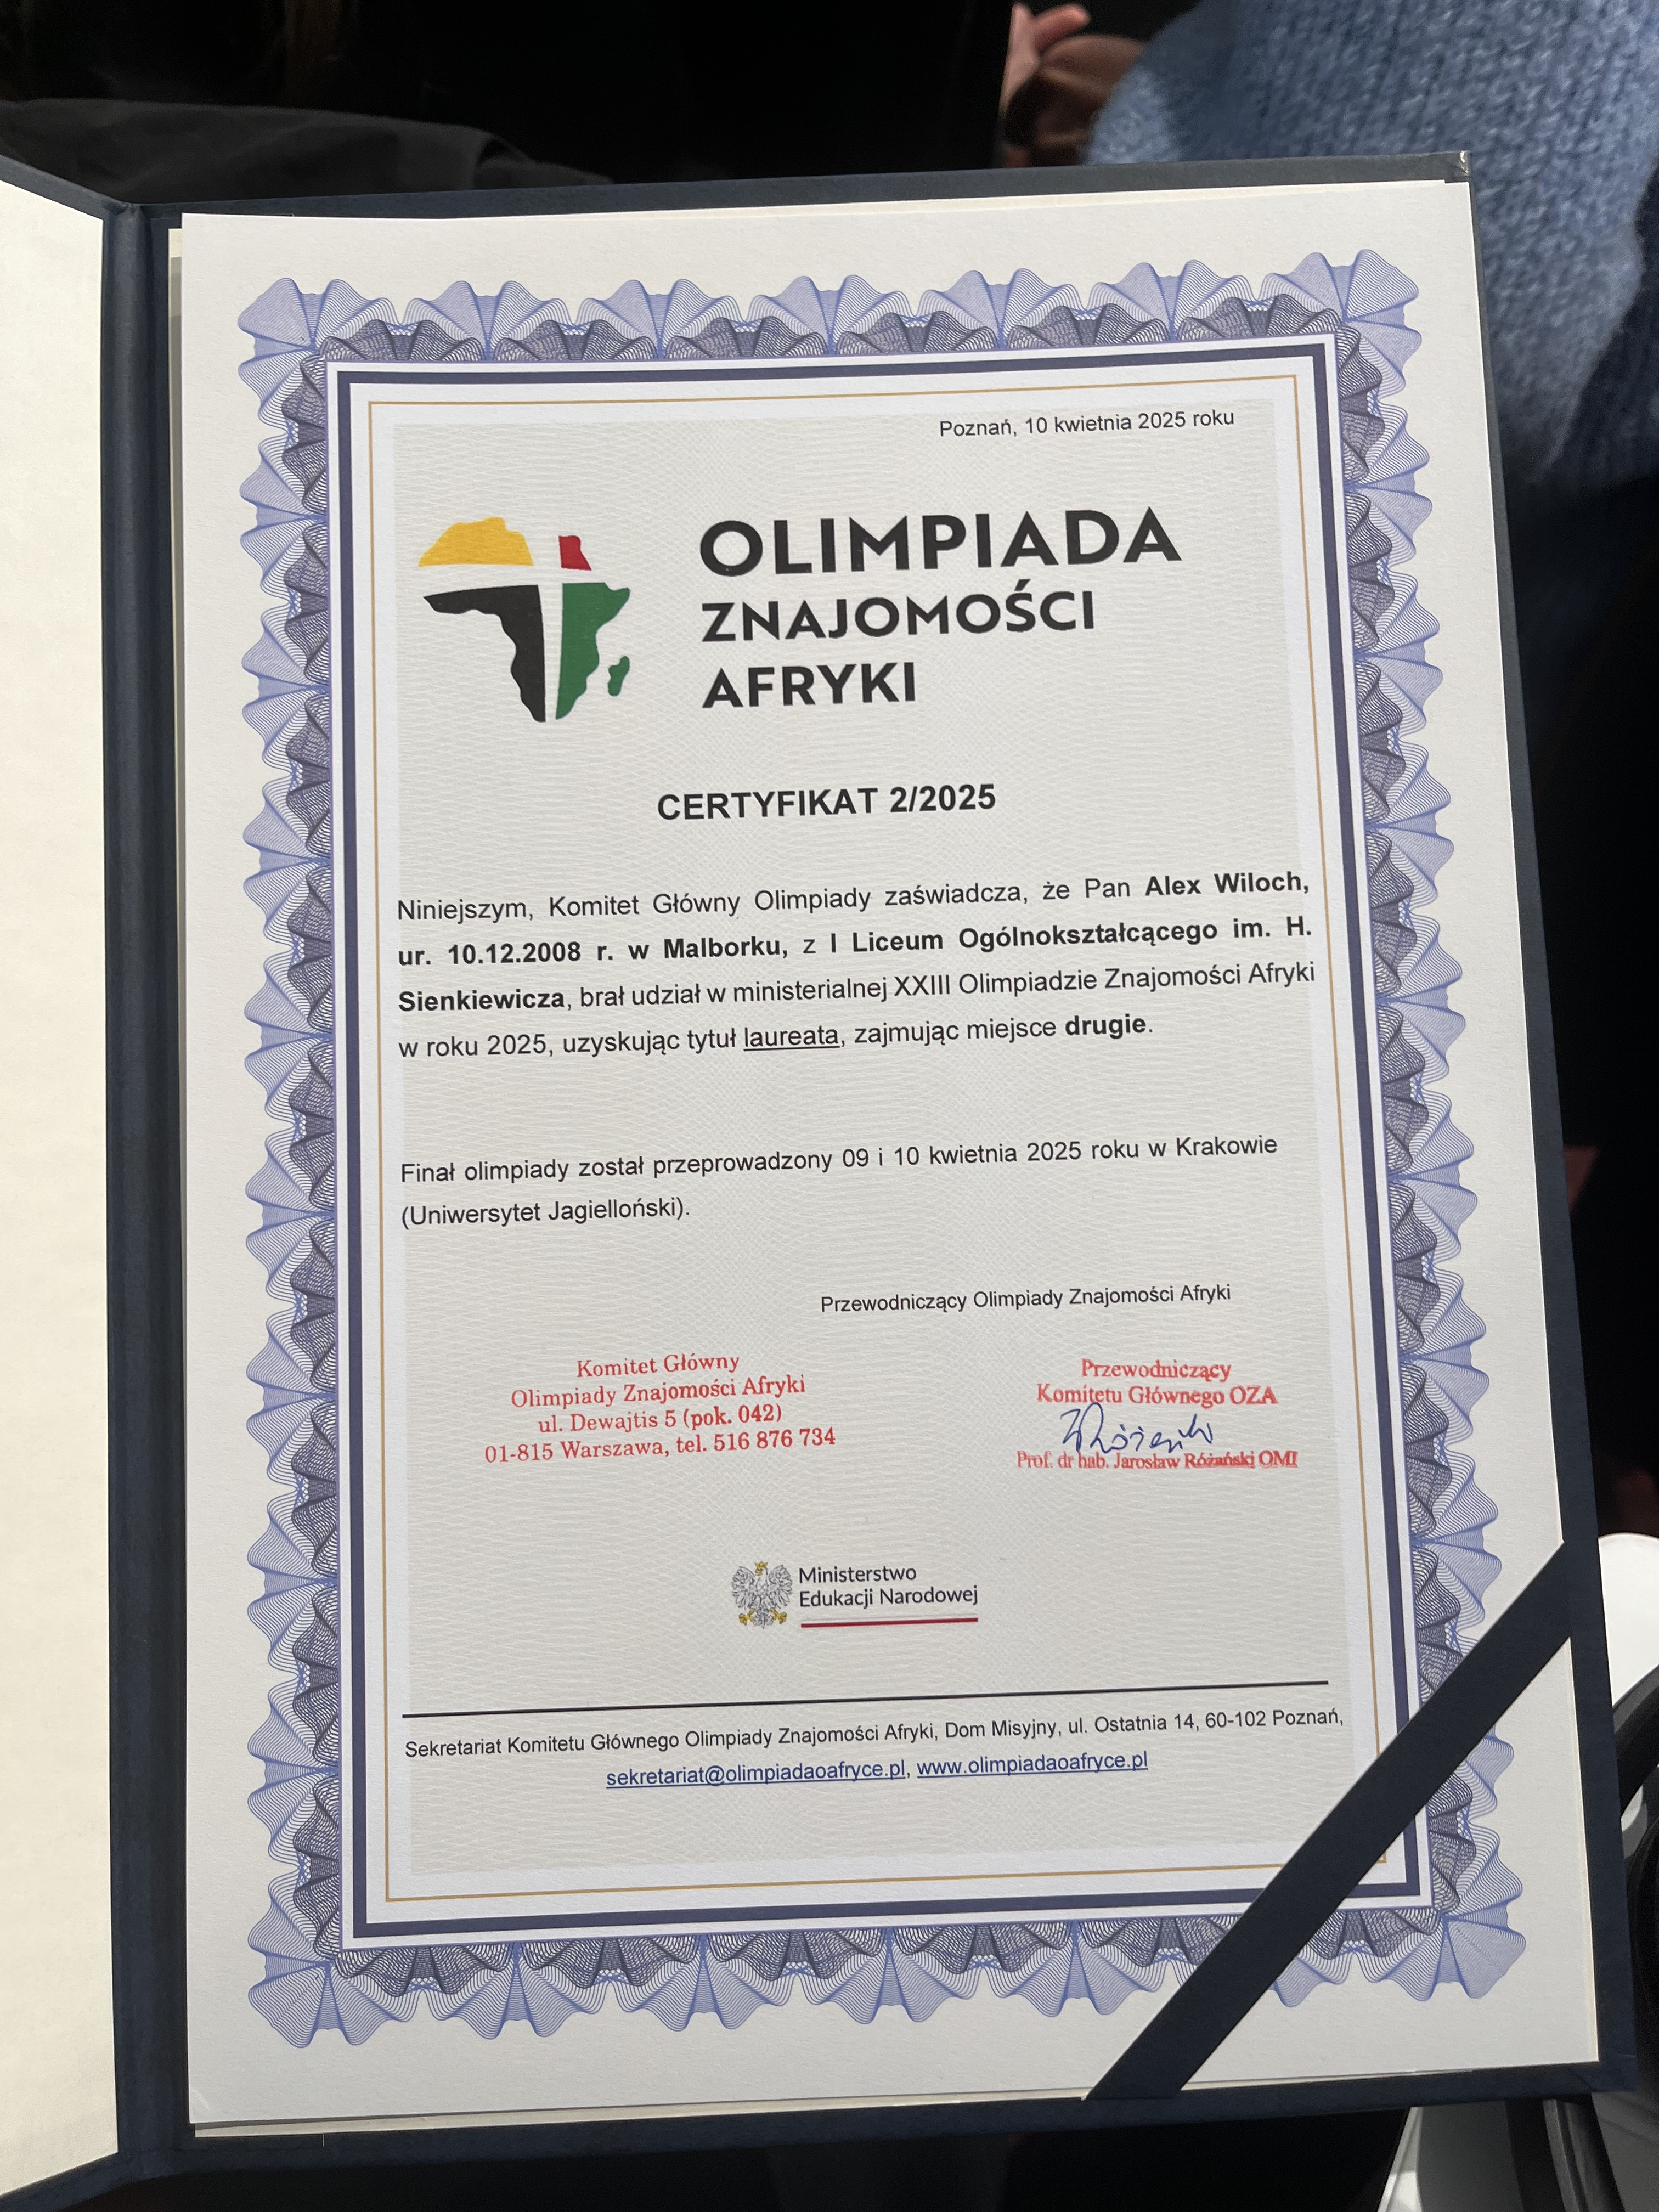 Poznań, 10 kwietnia 2025 roku
OLIMPIADA
ZNAJOMOŚCI
AFRYKI
CERTYFIKAT 2/2025
Niniejszym, Komitet Główny Olimpiady zaświadcza, że Pan Alex Wiloch,
ur. 10.12.2008 r. w Malborku, z I Liceum Ogólnokształcącego im. H.
Sienkiewicza, brał udział w ministerialnej XXIII Olimpiadzie Znajomości Afryki
w roku 2025, uzyskując tytuł laureata, zajmując miejsce drugie.
Finał olimpiady został przeprowadzony 09 i 10 kwietnia 2025 roku w Krakowie
(Uniwersytet Jagielloński).
Przewodniczący Olimpiady Znajomości Afryki
Komitet Główny
Olimpiady Znajomości Afryki
ul. Dewajtis 5 (pok. 042)
01-815 Warszawa, tel. 516 876 734
Przewodniczący
Komitetu Głównego OZA
Prof. dr hab. Jarosław Różański OMI
Ministerstwo
Edukacji Narodowej
Sekretariat Komitetu Głównego Olimpiady Znajomości Afryki, Dom Misyjny, ul. Ostatnia 14, 60-102 Poznań,
sekretariat@olimpiadaoafryce.pl, www.olimpiadaoafryce.pl